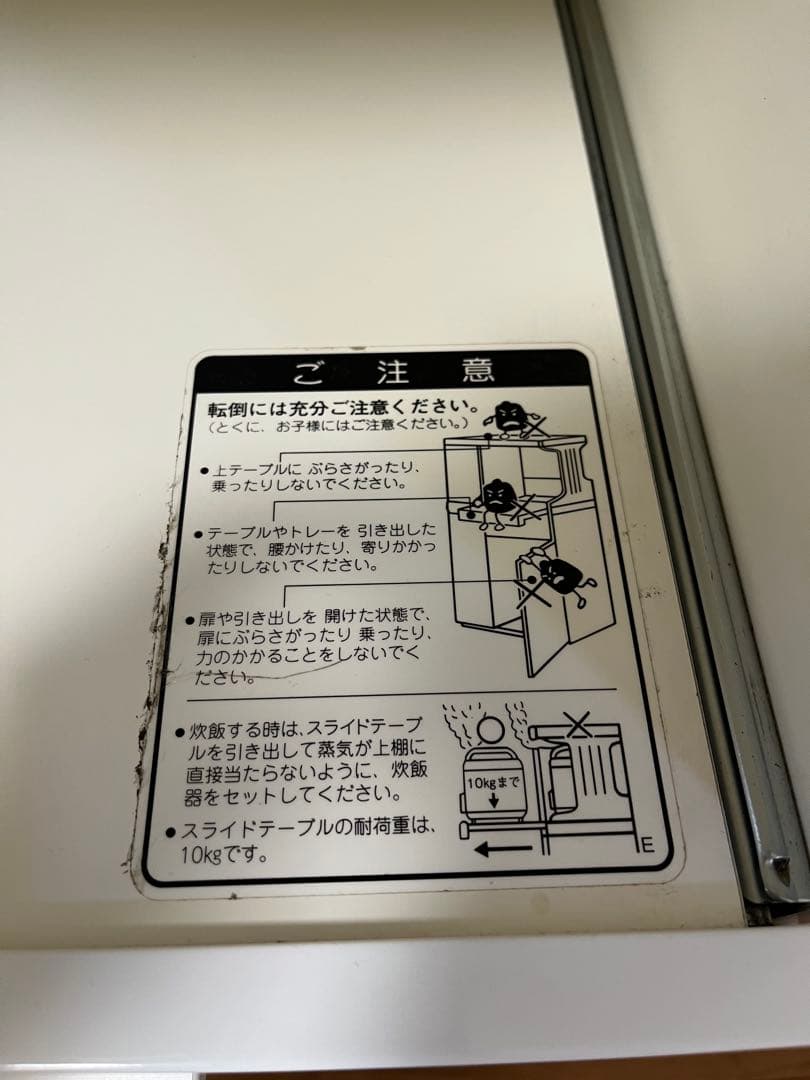 ご注意
転倒には充分ご注意ください。
(とくに、お子様にはご注意ください。)
●上テーブルに ぶらさがったり、
乗ったりしないでください。
●テーブルやトレーを 引き出した
状態で、腰かけたり、寄りかかっ
たりしないでください。
●扉や引き出しを 開けた状態で、
扉にぶらさがったり 乗ったり、
力のかかることをしないでく
ださい。
●炊飯する時は、スライドテーブ
ルを引き出して蒸気が上棚に
直接当たらないように、炊飯
器をセットしてください。
●スライドテーブルの耐荷重は、
10kgです。
10kgまで
E